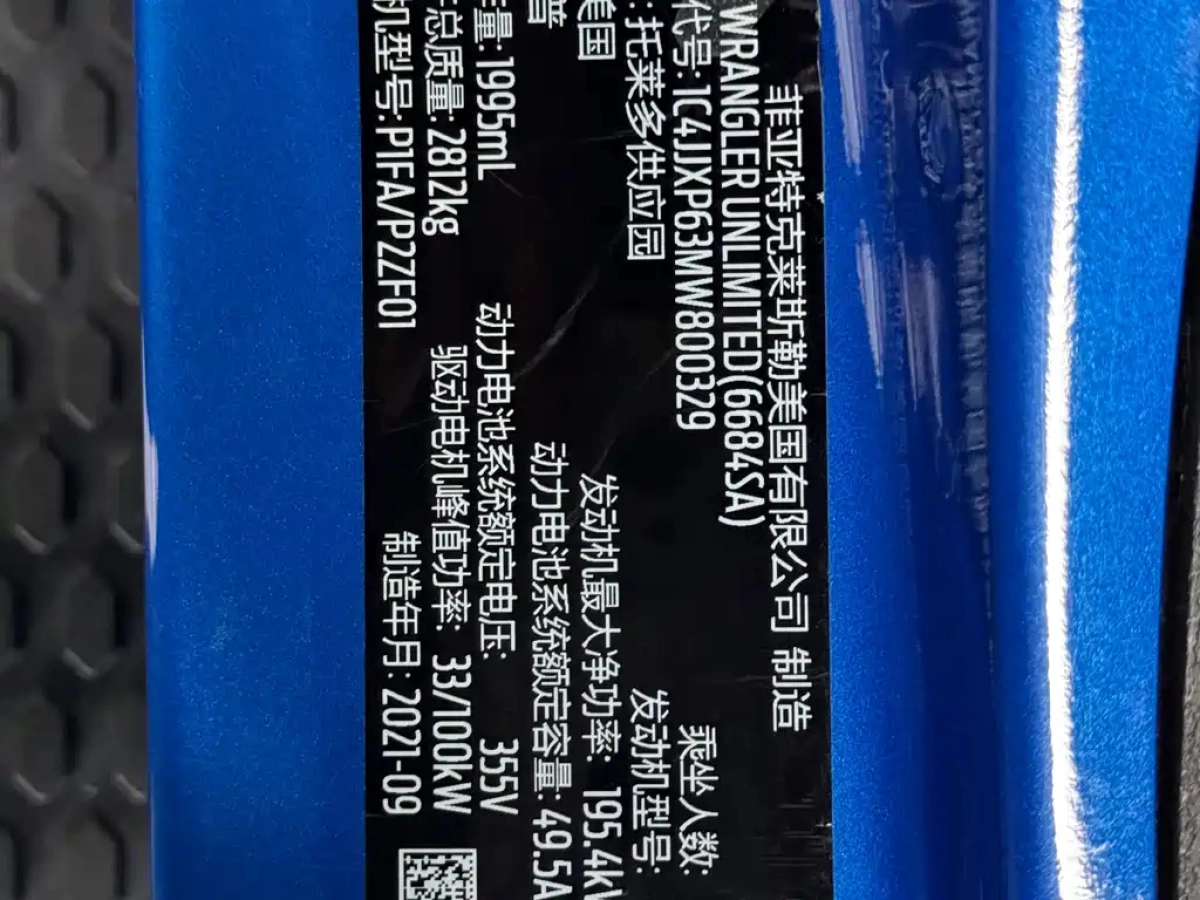 菲亚特克莱斯勒美国有限公司 制造
WRANGLER UNLIMITED(6684SA)
代号: 1C4JJXP63MW800329 乘坐人数:
: 托莱多供应园 发动机型号:
美国 发动机最大净功率: 195.4k
普 动力电池系统额定容量: 49.5A
量: 1995mL 动力电池系统额定电压: 355V
总质量: 2812kg 驱动电机峰值功率: 33/100kW
机型号: P1FA/P2ZF01 制造年月: 2021-09